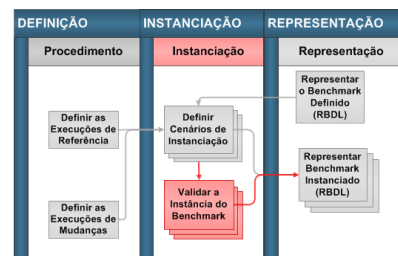 DEFINIÇÃO
INSTANCIAÇÃO
REPRESENTAÇÃO
Procedimento
Instanciação
Representação
Definir as
Execuções de
Referência
Definir as
Execuções de
Mudanças
Definir
Cenários de
Instanciação
Validar a
Instância do
Benchmark
Representar
o Benchmark
Definido
(RBDL)
Representar
Benchmark
Instanciado
(RBDL)